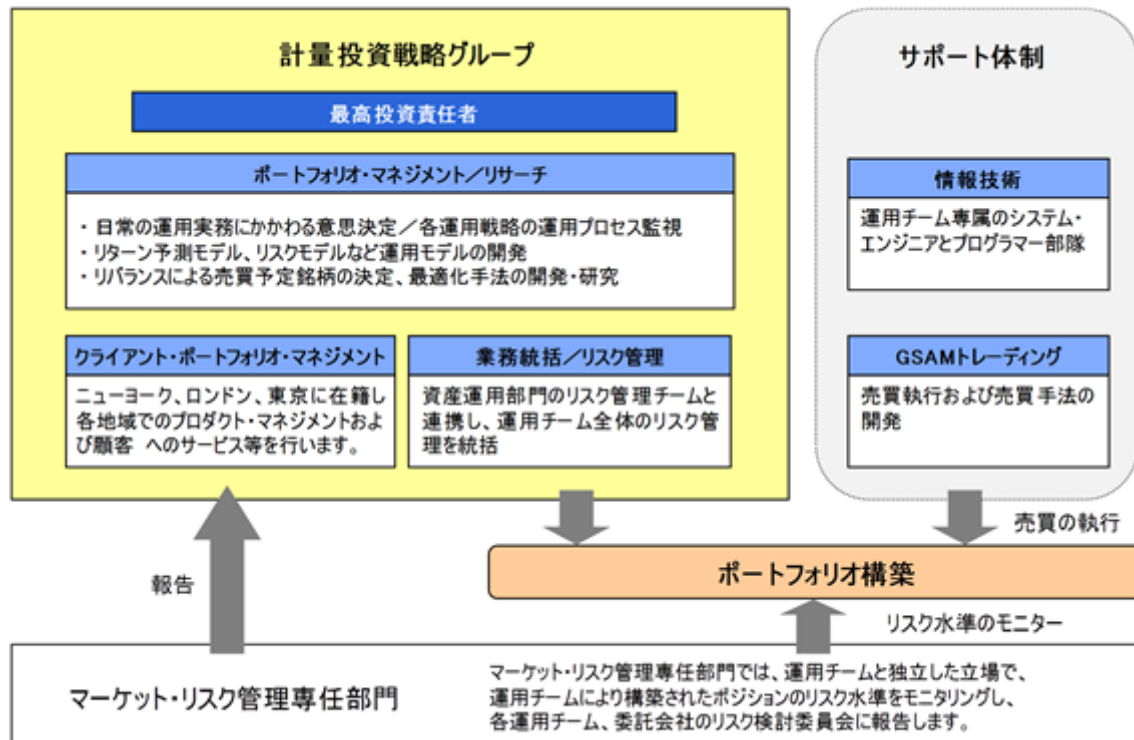 計量投資戦略グループ
最高投資責任者
ポートフォリオ・マネジメント／リサーチ
・日常の運用実務にかかわる意思決定／各運用戦略の運用プロセス監視
・リターン予測モデル、リスクモデルなど運用モデルの開発
・リバランスによる売買予定銘柄の決定、最適化手法の開発・研究
クライアント・ポートフォリオ・マネジメント
ニューヨーク、ロンドン、東京に在籍し
各地域でのプロダクト・マネジメントおよ
び顧客 へのサービス等を行います。
業務統括／リスク管理
資産運用部門のリスク管理チームと
連携し、運用チーム全体のリスク管
理を統括
サポート体制
情報技術
運用チーム専属のシステム・
エンジニアとプログラマー部隊
GSAMトレーディング
売買執行および売買手法の
開発
売買の執行
ポートフォリオ構築
報告
リスク水準のモニター
マーケット・リスク管理専任部門
マーケット・リスク管理専任部門では、運用チームと独立した立場で、
運用チームにより構築されたポジションのリスク水準をモニタリングし、
各運用チーム、委託会社のリスク検討委員会に報告します。